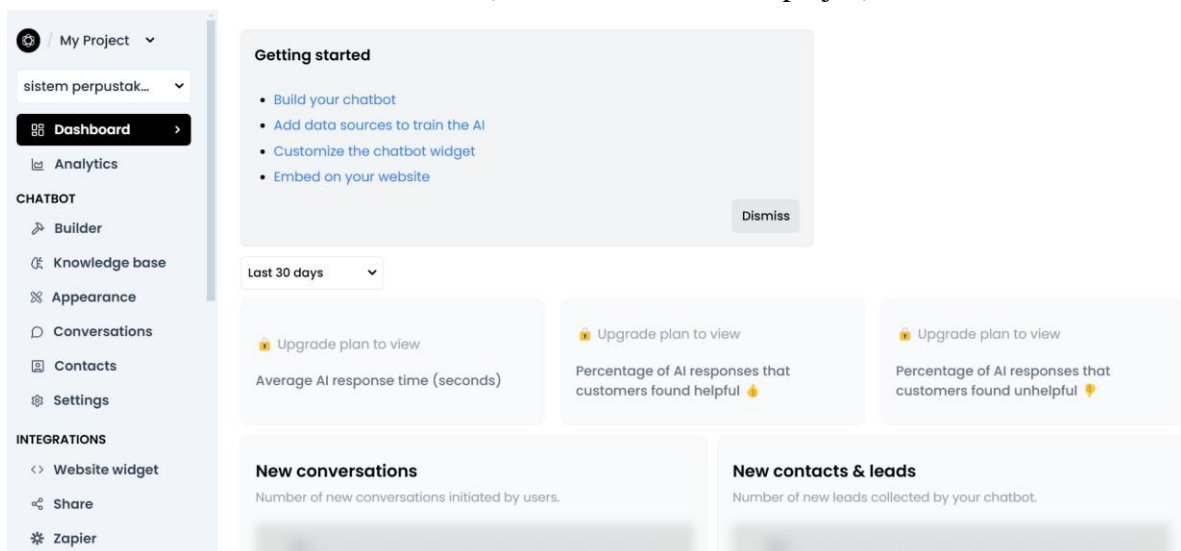 My Project
sistem perpustak...
Dashboard
Analytics
CHATBOT
Builder
Knowledge base
Appearance
Conversations
Contacts
Settings
INTEGRATIONS
Website widget
Share
Zapier
Getting started
Build your chatbot
Add data sources to train the AI
Customize the chatbot widget
Embed on your website
Dismiss
Last 30 days
Upgrade plan to view
Average AI response time (seconds)
Upgrade plan to view
Percentage of AI responses that
customers found helpful 👍
Upgrade plan to view
Percentage of AI responses that
customers found unhelpful 👎
New conversations
Number of new conversations initiated by users.
New contacts & leads
Number of new leads collected by your chatbot.